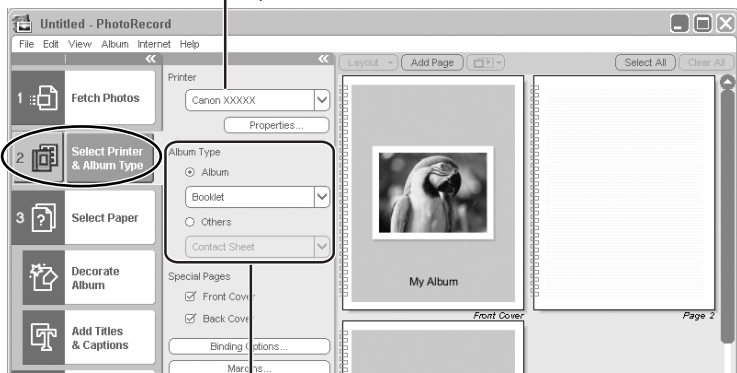 Untitled - PhotoRecord
File Edit View Album Internet Help
Layout Add Page Select All Clear All
1 Fetch Photos
2 Select Printer
& Album Type
3 Select Paper
Decorate
Album
Add Titles
& Captions
Printer
Canon XXXXX
Properties...
Album Type
Album
Booklet
Others
Contact Sheet
Special Pages
Front Cover
Back Cover
Binding Options...
Margins...
My Album
Front Cover
Page 2